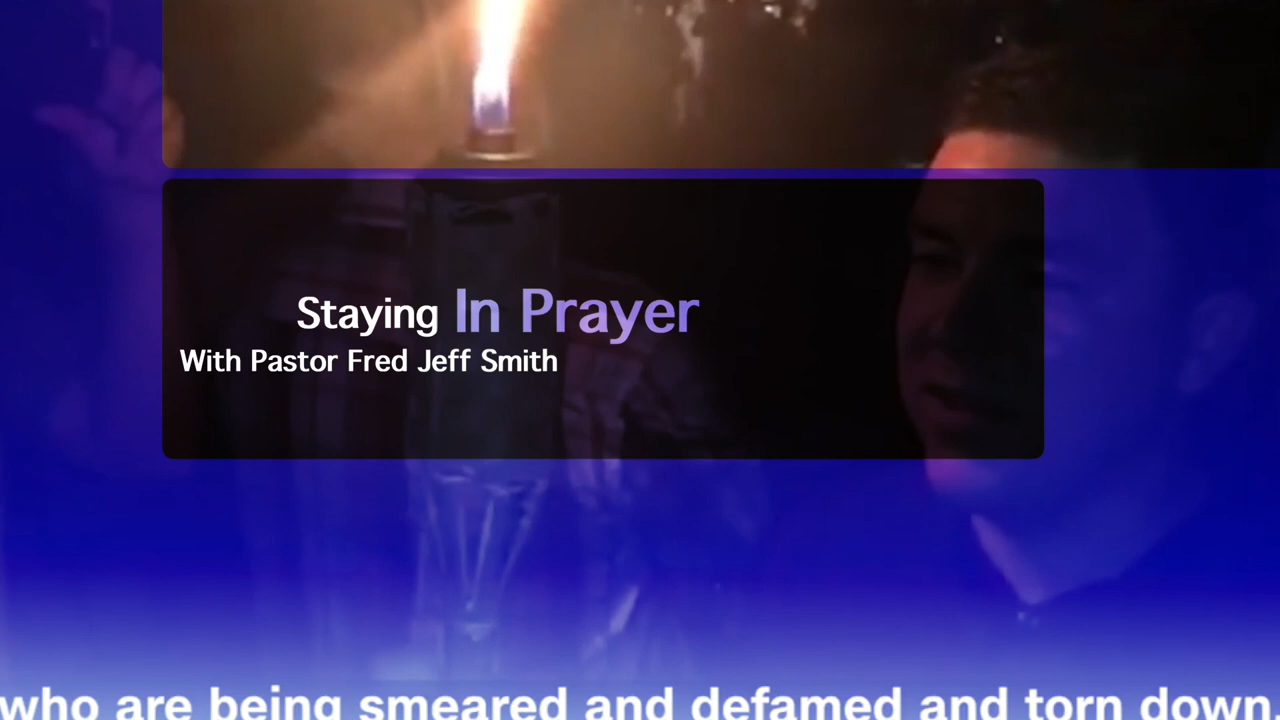 Staying In Prayer
With Pastor Fred Jeff Smith
who are being smeared and defamed and torn down